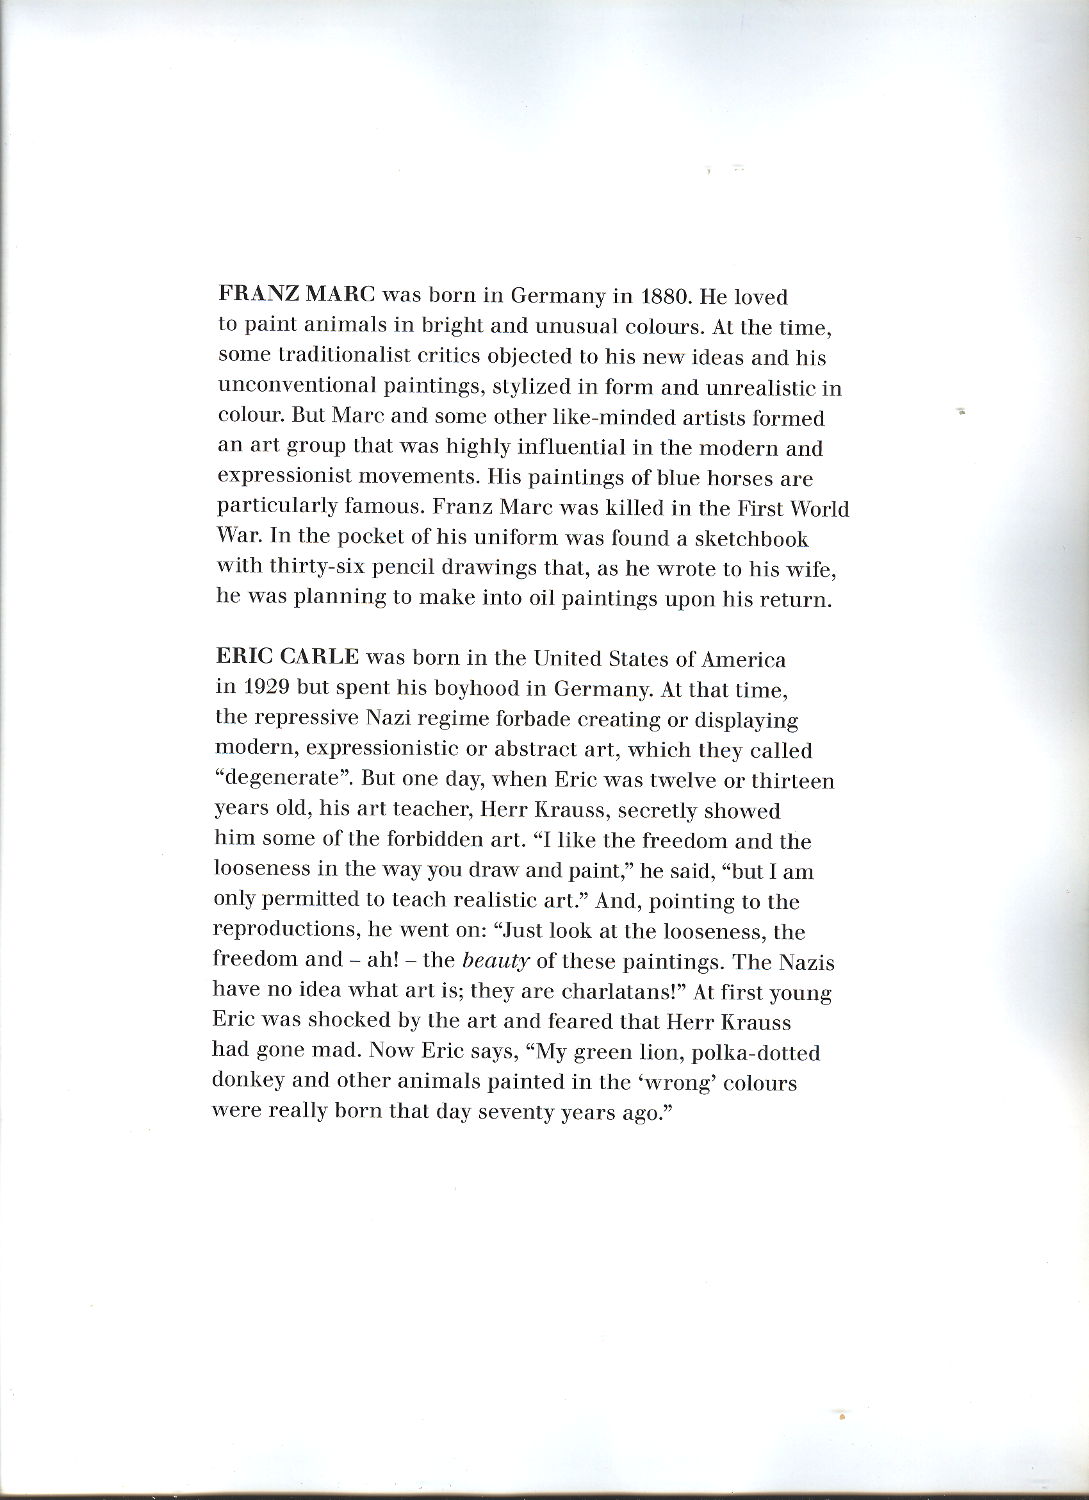 FRANZ MARC was born in Germany in 1880. He loved
to paint animals in bright and unusual colours. At the time,
some traditionalist critics objected to his new ideas and his
unconventional paintings, stylized in form and unrealistic in
colour. But Marc and some other like-minded artists formed
an art group that was highly influential in the modern and
expressionist movements. His paintings of blue horses are
particularly famous. Franz Marc was killed in the First World
War. In the pocket of his uniform was found a sketchbook
with thirty-six pencil drawings that, as he wrote to his wife,
he was planning to make into oil paintings upon his return.
ERIC CARLE was born in the United States of America
in 1929 but spent his boyhood in Germany. At that time,
the repressive Nazi regime forbade creating or displaying
modern, expressionistic or abstract art, which they called
“degenerate”. But one day, when Eric was twelve or thirteen
years old, his art teacher, Herr Krauss, secretly showed
him some of the forbidden art. “I like the freedom and the
looseness in the way you draw and paint,” he said, “but I am
only permitted to teach realistic art.” And, pointing to the
reproductions, he went on: “Just look at the looseness, the
freedom and – ah! – the beauty of these paintings. The Nazis
have no idea what art is; they are charlatans!” At first young
Eric was shocked by the art and feared that Herr Krauss
had gone mad. Now Eric says, “My green lion, polka-dotted
donkey and other animals painted in the ‘wrong’ colours
were really born that day seventy years ago.”